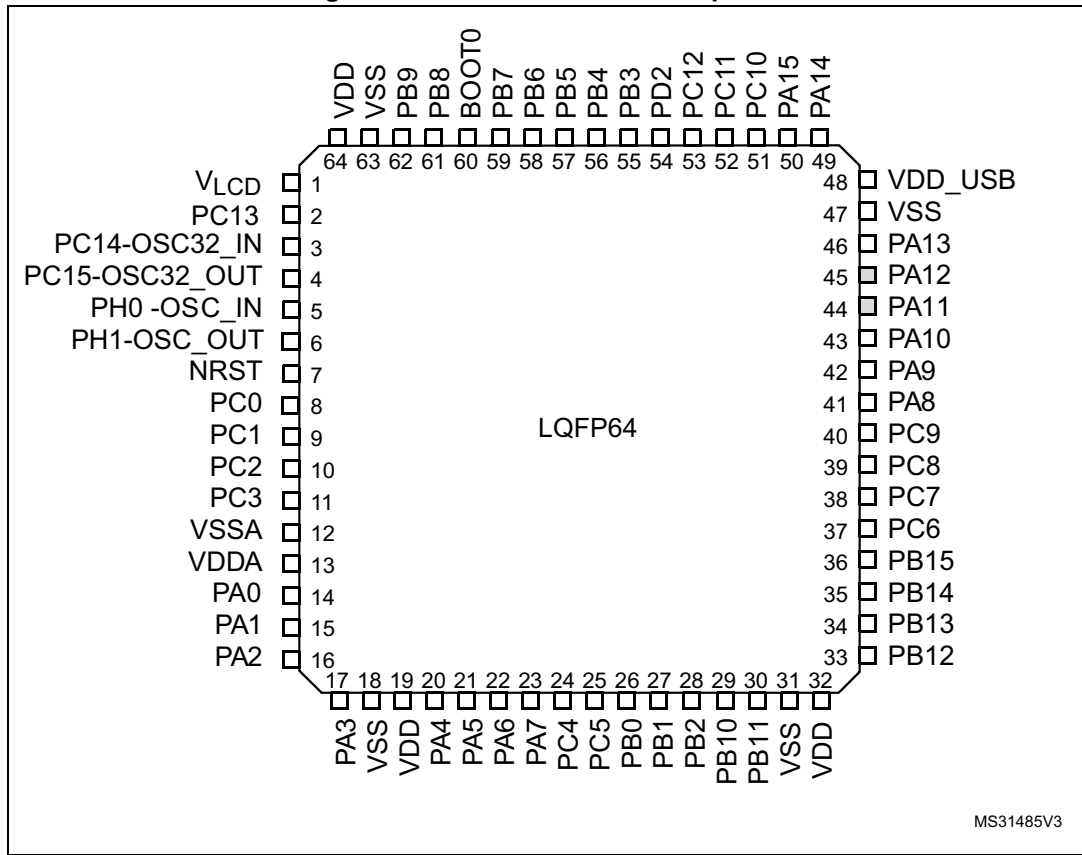 VDD
VSS
PB9
PB8
BOOT0
PB7
PB6
PB5
PB4
PB3
PD2
PC12
PC11
PC10
PA15
PA14
64 63 62 61 60 59 58 57 56 55 54 53 52 51 50 49
VLCD 1
PC13 2
PC14-OSC32_IN 3
PC15-OSC32_OUT 4
PH0 -OSC_IN 5
PH1-OSC_OUT 6
NRST 7
PC0 8
PC1 9
PC2 10
PC3 11
VSSA 12
VDDA 13
PA0 14
PA1 15
PA2 16
LQFP64
48 VDD_USB
47 VSS
46 PA13
45 PA12
44 PA11
43 PA10
42 PA9
41 PA8
40 PC9
39 PC8
38 PC7
37 PC6
36 PB15
35 PB14
34 PB13
33 PB12
17 18 19 20 21 22 23 24 25 26 27 28 29 30 31 32
PA3
VSS
VDD
PA4
PA5
PA6
PA7
PC4
PC5
PB0
PB1
PB2
PB10
PB11
VSS
VDD
MS31485V3